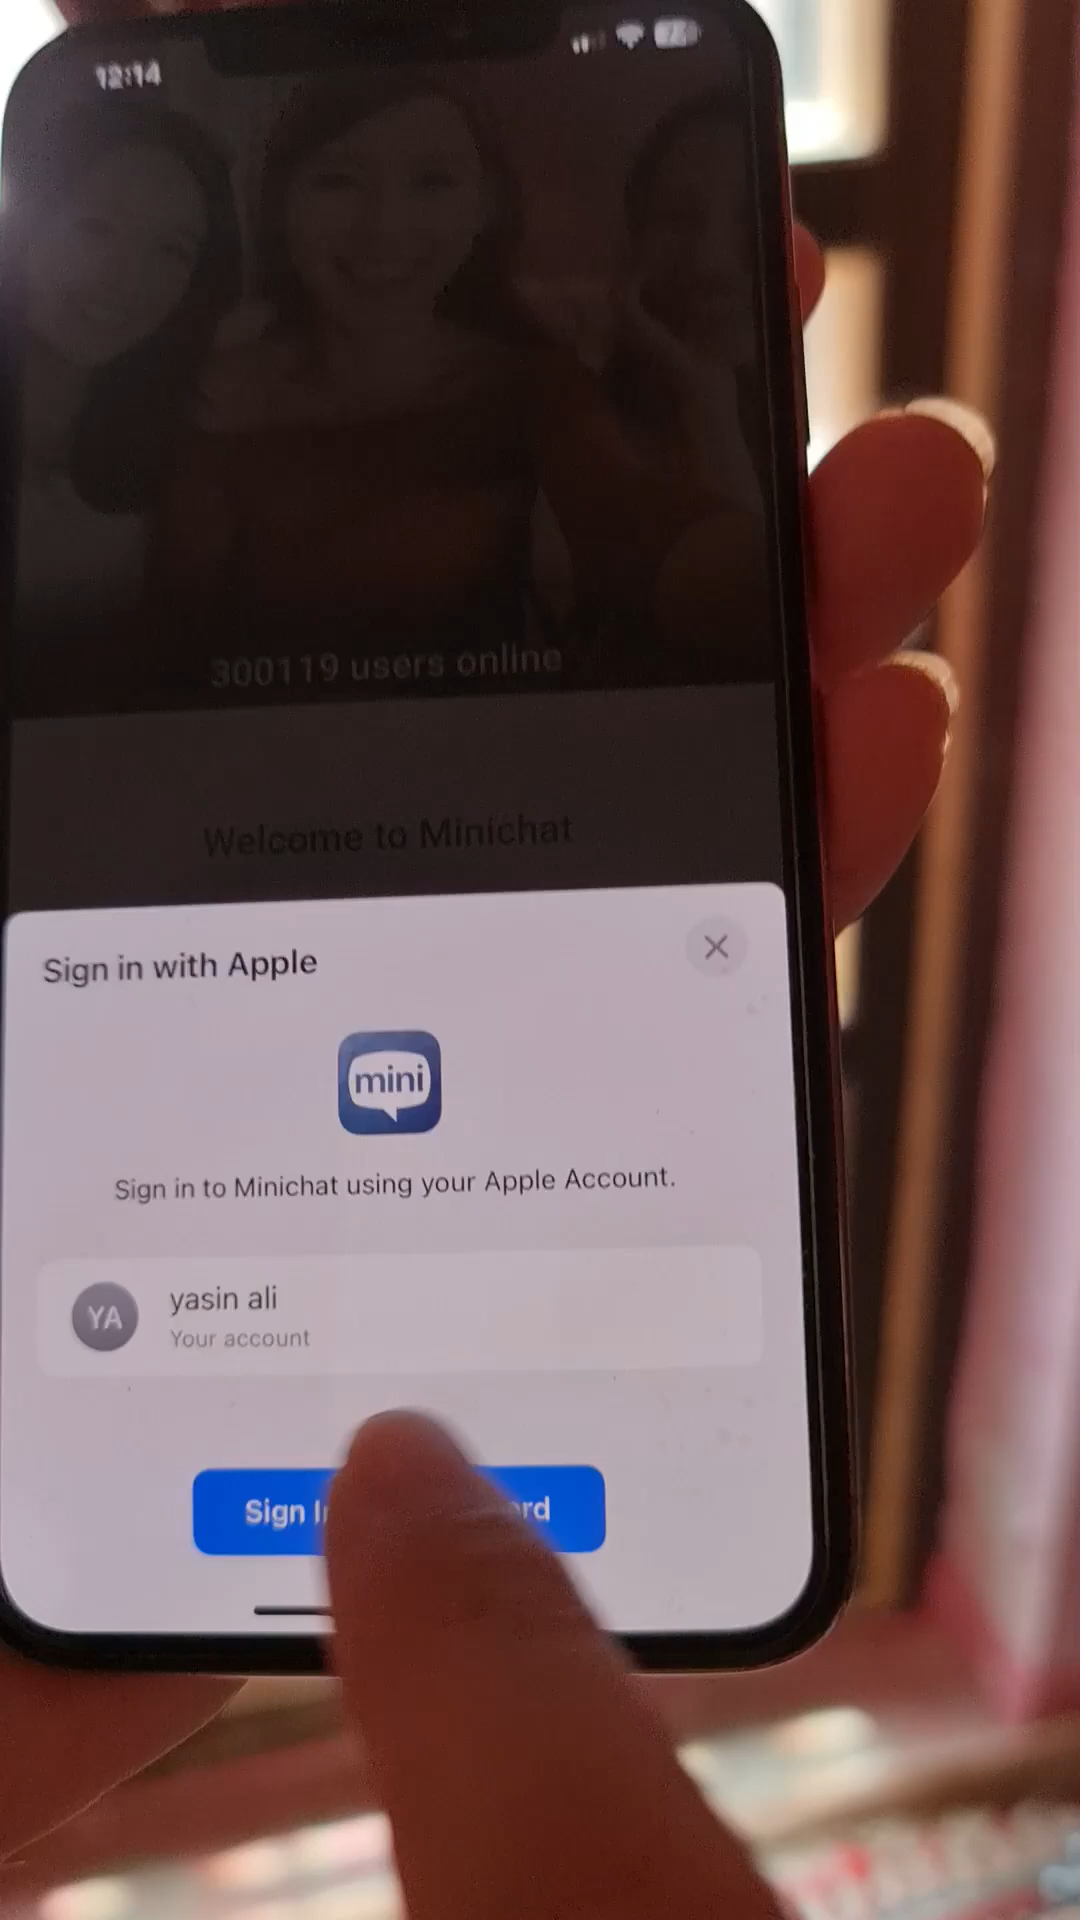 12:14
300119 users online
Welcome to Minichat
Sign in with Apple
mini
Sign in to Minichat using your Apple Account.
YA
yasin ali
Your account
Sign